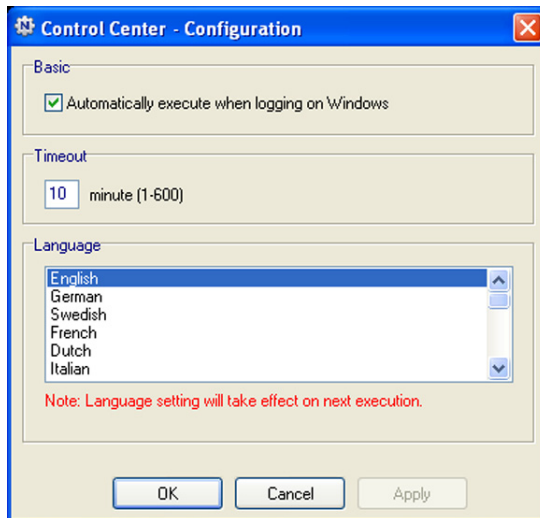 Control Center - Configuration
Basic
Automatically execute when logging on Windows
Timeout
10 minute (1-600)
Language
English
German
Swedish
French
Dutch
Italian
Note: Language setting will take effect on next execution.
OK Cancel Apply